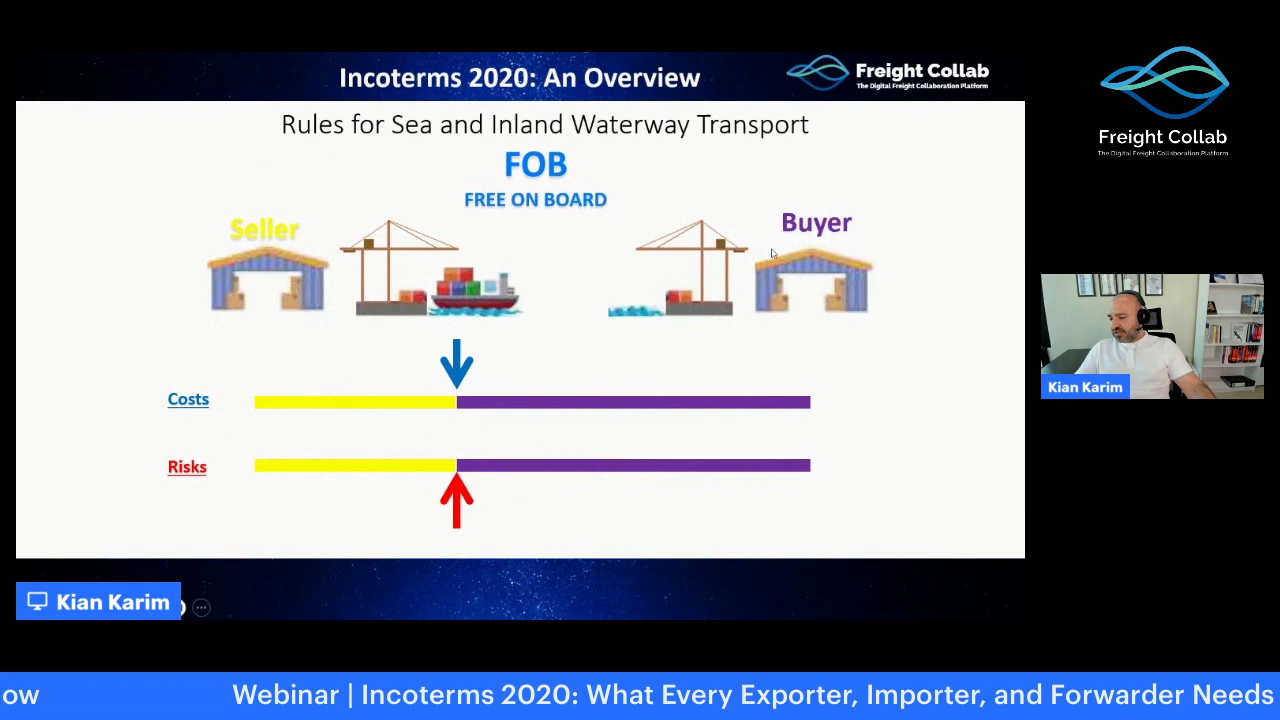 Incoterms 2020: An Overview
Freight Collab
The Digital Freight Collaboration Platform
Freight Collab
The Digital Freight Collaboration Platform
Rules for Sea and Inland Waterway Transport
FOB
FREE ON BOARD
Seller
Buyer
Costs
Risks
Kian Karim
Kian Karim
ow
Webinar | Incoterms 2020: What Every Exporter, Importer, and Forwarder Needs